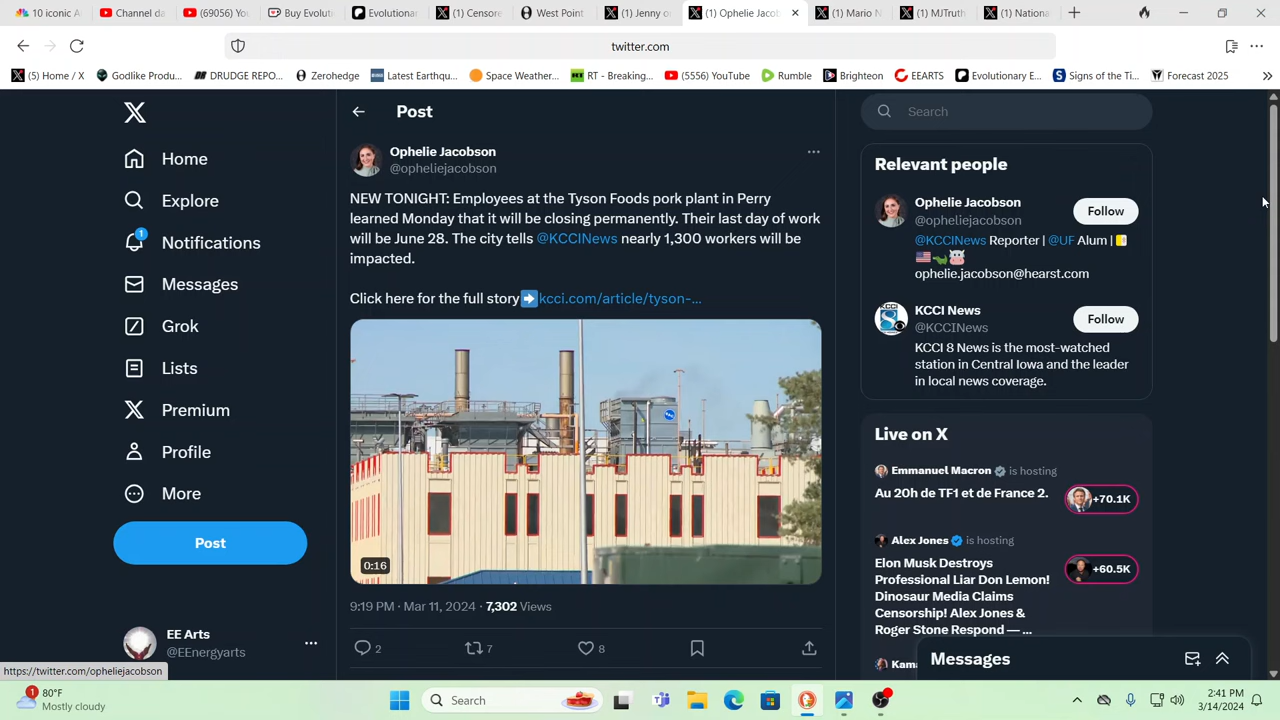 10 iconic A
Channel da
(69056) Yo
Buy Evolut
Evolutionar
(1) Censore
West Point
(1) Jenny o
(1) Ophelie Jacob
(1) Mario N
(1) MJTruth
(1) Nationa
twitter.com
(5) Home / X
Godlike Produ...
DRUDGE REPO...
Zerohedge
Latest Earthqu...
Space Weather...
RT - Breaking...
(5556) YouTube
Rumble
Brighteon
EEARTS
Evolutionary E...
Signs of the Ti...
Forecast 2025
Home
Explore
1
Notifications
Messages
Grok
Lists
Premium
Profile
More
Post
EE Arts
@EEnergyarts
https://twitter.com/opheliejacobson
Post
Ophelie Jacobson
@opheliejacobson
NEW TONIGHT: Employees at the Tyson Foods pork plant in Perry
learned Monday that it will be closing permanently. Their last day of work
will be June 28. The city tells @KCCINews nearly 1,300 workers will be
impacted.
Click here for the full story➡kcci.com/article/tyson-...
0:16
9:19 PM · Mar 11, 2024 · 7,302 Views
2
7
8
Search
Relevant people
Ophelie Jacobson
@opheliejacobson
Follow
@KCCINews Reporter | @UF Alum |
ophelie.jacobson@hearst.com
KCCI News
@KCCINews
Follow
KCCI 8 News is the most-watched
station in Central Iowa and the leader
in local news coverage.
Live on X
Emmanuel Macron is hosting
Au 20h de TF1 et de France 2.
+70.1K
Alex Jones is hosting
Elon Musk Destroys
Professional Liar Don Lemon!
Dinosaur Media Claims
Censorship! Alex Jones &
Roger Stone Respond — ...
+60.5K
Kama
Messages
1
80°F
Mostly cloudy
Search
2:41 PM
3/14/2024